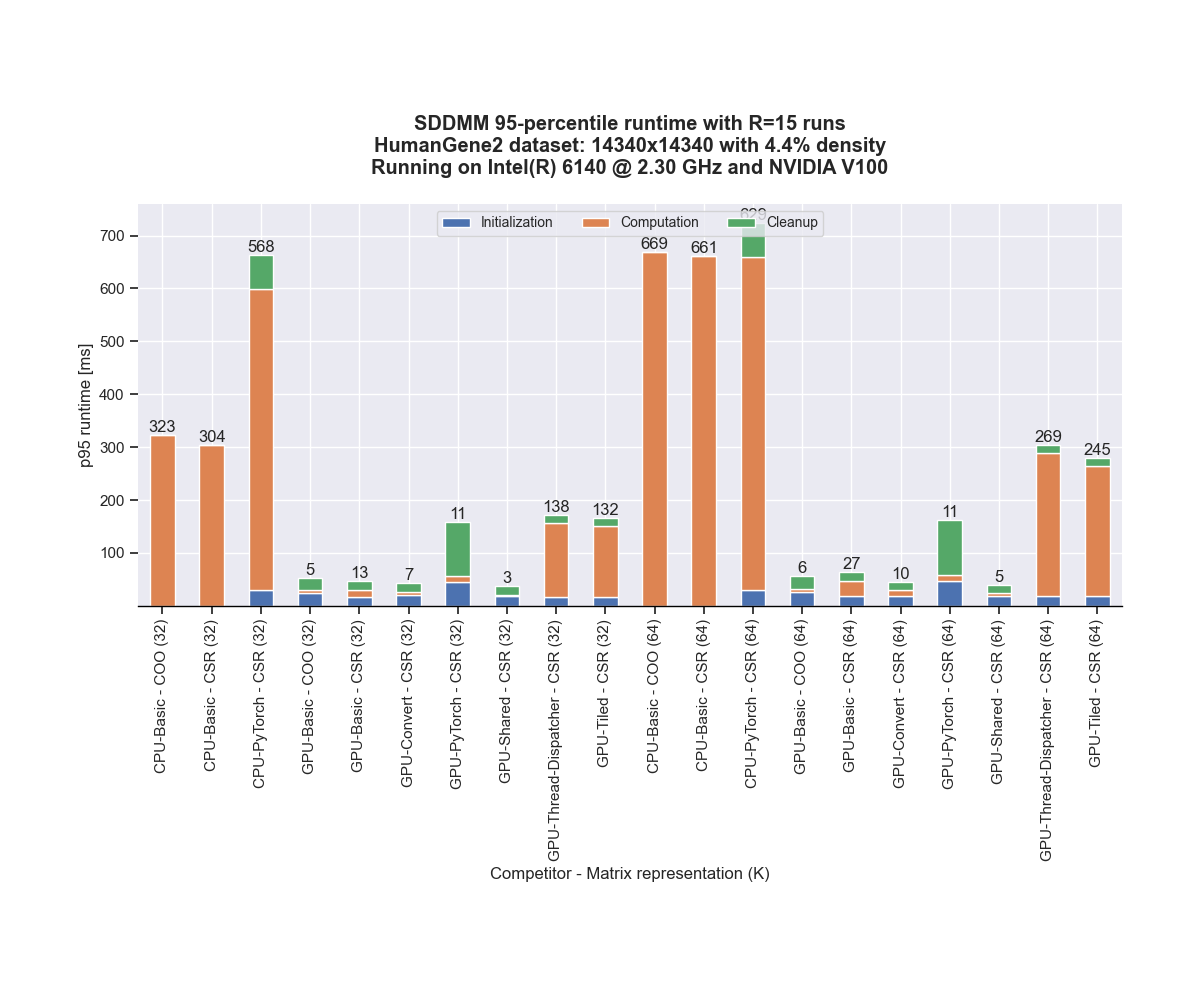 SDDMM 95-percentile runtime with R=15 runs
HumanGene2 dataset: 14340x14340 with 4.4% density
Running on Intel(R) 6140 @ 2.30 GHz and NVIDIA V100
Initialization
Computation
Cleanup
p95 runtime [ms]
700
600
500
400
300
200
100
323
304
568
5
13
7
11
3
138
132
669
661
629
6
27
10
11
5
269
245
CPU-Basic - COO (32)
CPU-Basic - CSR (32)
CPU-PyTorch - CSR (32)
GPU-Basic - COO (32)
GPU-Basic - CSR (32)
GPU-Convert - CSR (32)
GPU-PyTorch - CSR (32)
GPU-Shared - CSR (32)
GPU-Thread-Dispatcher - CSR (32)
GPU-Tiled - CSR (32)
CPU-Basic - COO (64)
CPU-Basic - CSR (64)
CPU-PyTorch - CSR (64)
GPU-Basic - COO (64)
GPU-Basic - CSR (64)
GPU-Convert - CSR (64)
GPU-PyTorch - CSR (64)
GPU-Shared - CSR (64)
GPU-Thread-Dispatcher - CSR (64)
GPU-Tiled - CSR (64)
Competitor - Matrix representation (K)